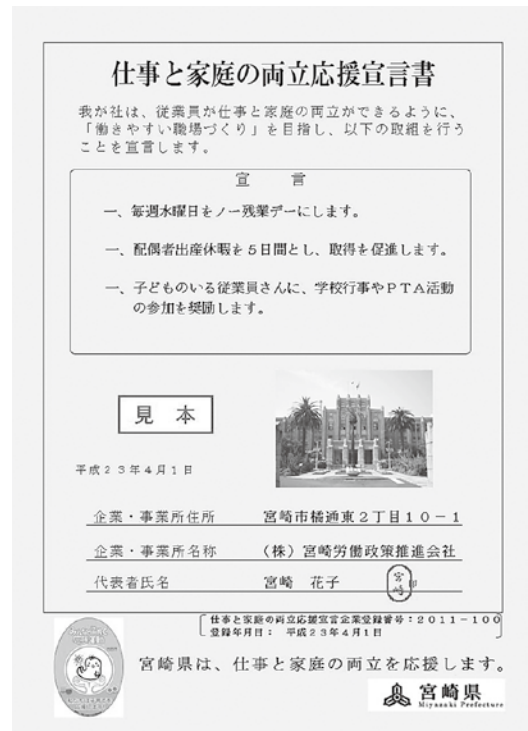 仕事と家庭の両立応援宣言書
我が社は、従業員が仕事と家庭の両立ができるように、
「働きやすい職場づくり」を目指し、以下の取組を行う
ことを宣言します。
宣　言
一、毎週水曜日をノー残業デーにします。
一、配偶者出産休暇を５日間とし、取得を促進します。
一、子どものいる従業員さんに、学校行事やＰＴＡ活動
の参加を奨励します。
見　本
平成２３年４月１日
企業・事業所住所　宮崎市橘通東２丁目１０－１
企業・事業所名称　（株）宮崎労働政策推進会社
代表者氏名　宮崎　花子　宮崎 印
仕事と家庭の両立応援宣言企業登録番号：２０１１－１００
登録年月日：　平成２３年４月１日
宮崎県は、仕事と家庭の両立を応援します。
宮崎県
Miyazaki Prefecture